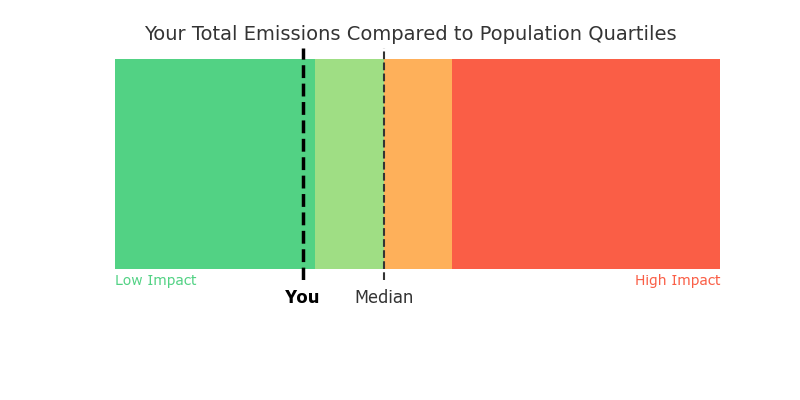 Your Total Emissions Compared to Population Quartiles
Low Impact
High Impact
You
Median